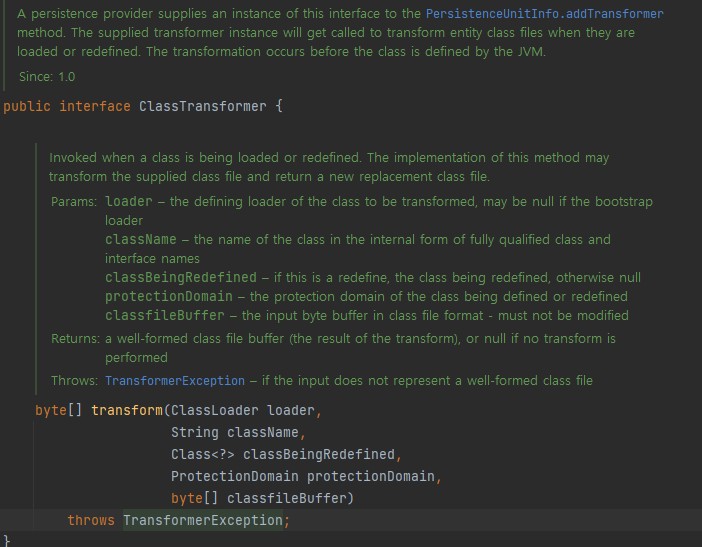 A persistence provider supplies an instance of this interface to the PersistenceUnitInfo.addTransformer
method. The supplied transformer instance will get called to transform entity class files when they are
loaded or redefined. The transformation occurs before the class is defined by the JVM.
Since: 1.0
public interface ClassTransformer {
Invoked when a class is being loaded or redefined. The implementation of this method may
transform the supplied class file and return a new replacement class file.
Params: loader – the defining loader of the class to be transformed, may be null if the bootstrap
loader
className – the name of the class in the internal form of fully qualified class and
interface names
classBeingRedefined – if this is a redefine, the class being redefined, otherwise null
protectionDomain – the protection domain of the class being defined or redefined
classfileBuffer – the input byte buffer in class file format - must not be modified
Returns: a well-formed class file buffer (the result of the transform), or null if no transform is
performed
Throws: TransformerException – if the input does not represent a well-formed class file
byte[] transform(ClassLoader loader,
String className,
Class<?> classBeingRedefined,
ProtectionDomain protectionDomain,
byte[] classfileBuffer)
throws TransformerException;
}